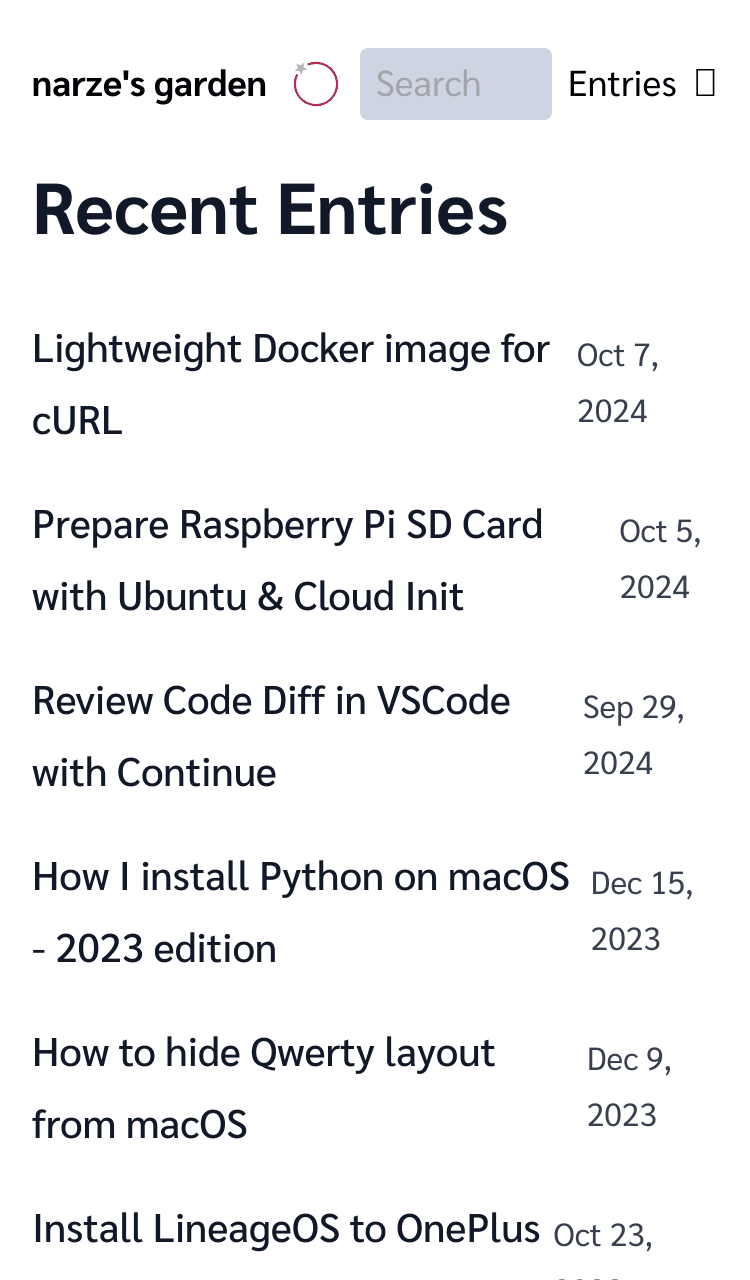 narze's garden
Search
Entries
Recent Entries
Lightweight Docker image for
cURL
Oct 7,
2024
Prepare Raspberry Pi SD Card
with Ubuntu & Cloud Init
Oct 5,
2024
Review Code Diff in VSCode
with Continue
Sep 29,
2024
How I install Python on macOS
- 2023 edition
Dec 15,
2023
How to hide Qwerty layout
from macOS
Dec 9,
2023
Install LineageOS to OnePlus
Oct 23,